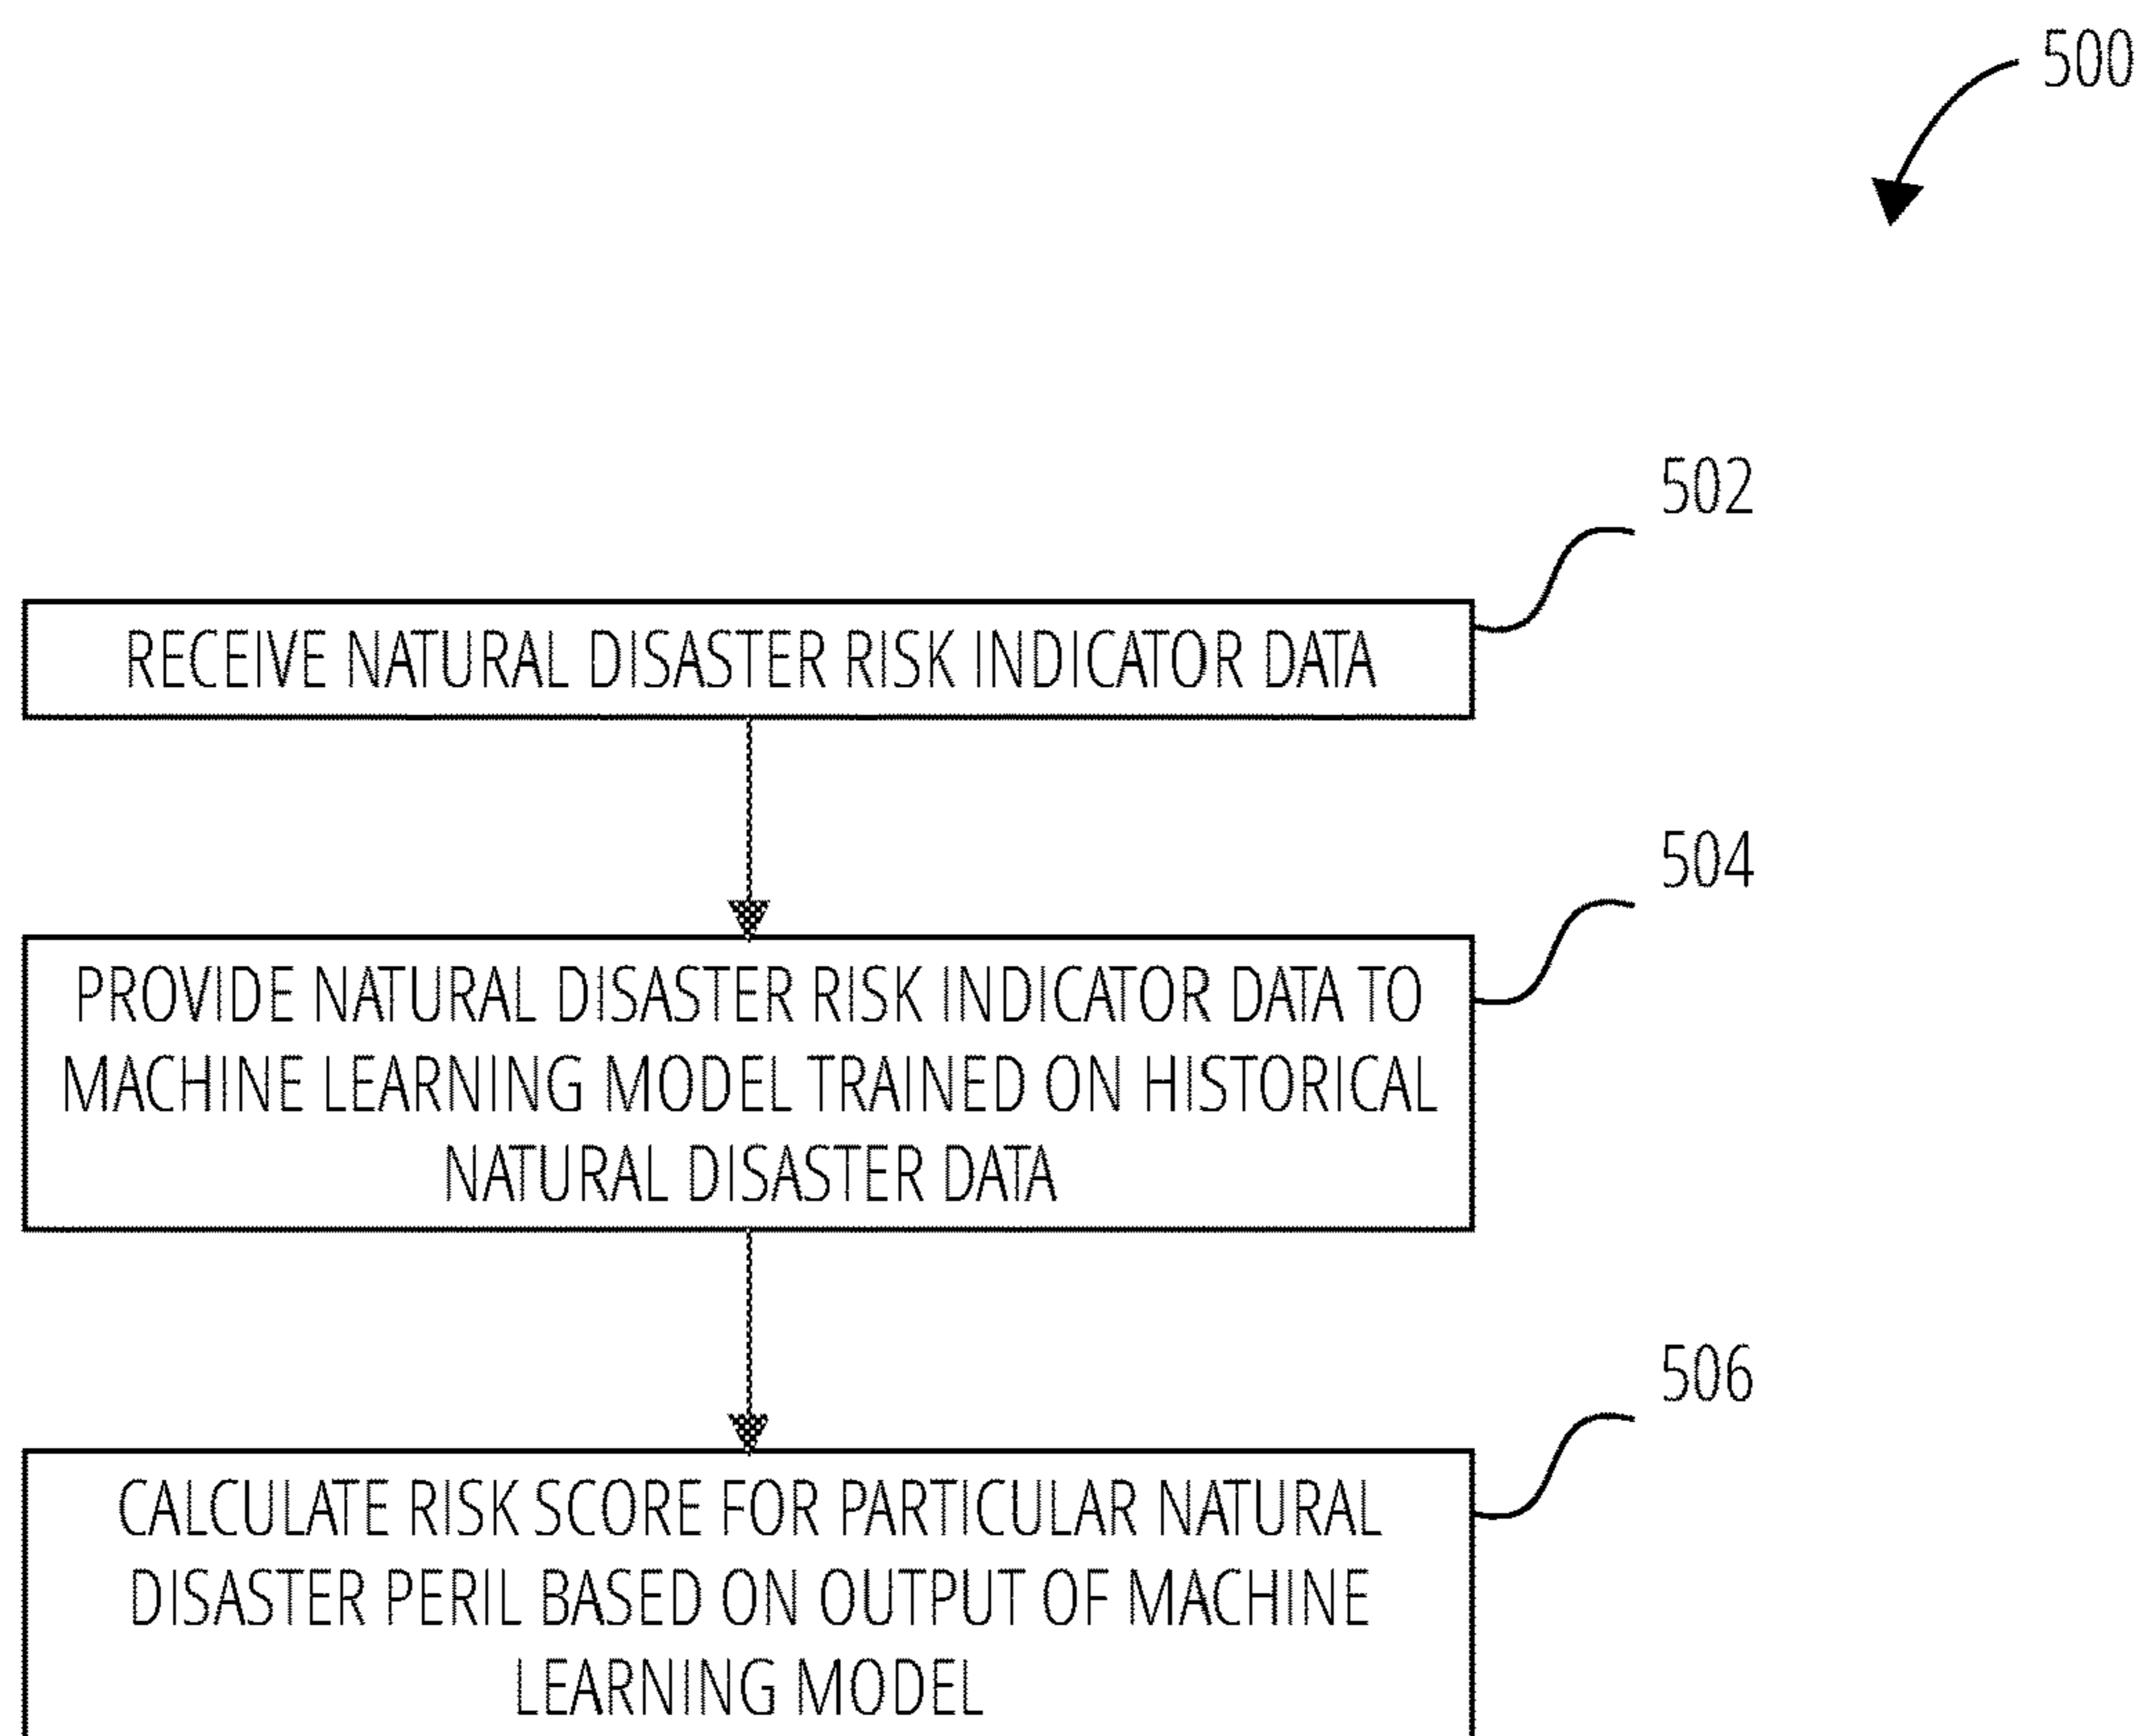 500
502
RECEIVE NATURAL DISASTER RISK INDICATOR DATA
504
PROVIDE NATURAL DISASTER RISK INDICATOR DATA TO
MACHINE LEARNING MODEL TRAINED ON HISTORICAL
NATURAL DISASTER DATA
506
CALCULATE RISK SCORE FOR PARTICULAR NATURAL
DISASTER PERIL BASED ON OUTPUT OF MACHINE
LEARNING MODEL